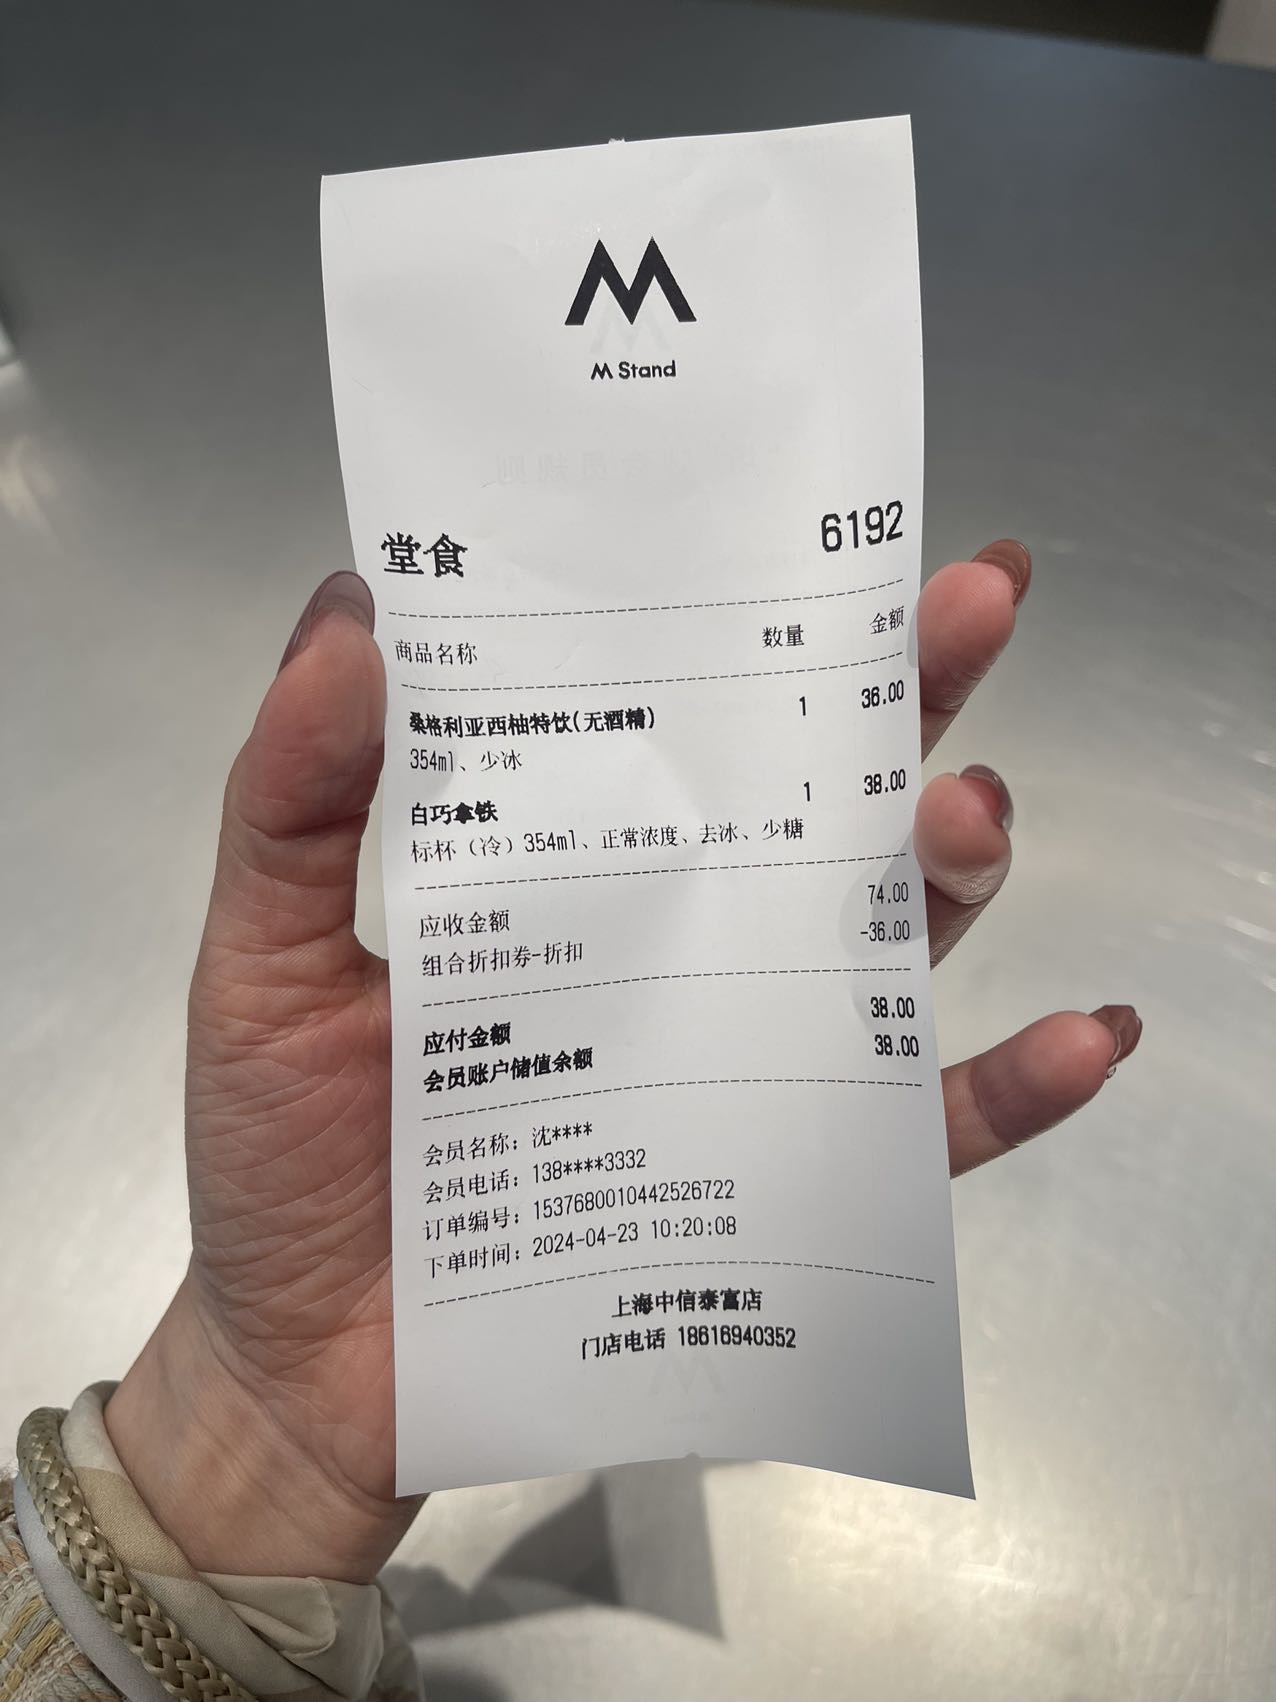 M Stand
堂食 6192
商品名称 数量 金额
桑格利亚西柚特饮(无酒精) 1 36.00
354ml、少冰
白巧拿铁 1 38.00
标杯（冷）354ml、正常浓度、去冰、少糖
应收金额 74.00
组合折扣券-折扣 -36.00
应付金额 38.00
会员账户储值余额 38.00
会员名称：沈****
会员电话：138****3332
订单编号：1537680010442526722
下单时间：2024-04-23 10:20:08
上海中信泰富店
门店电话 18616940352